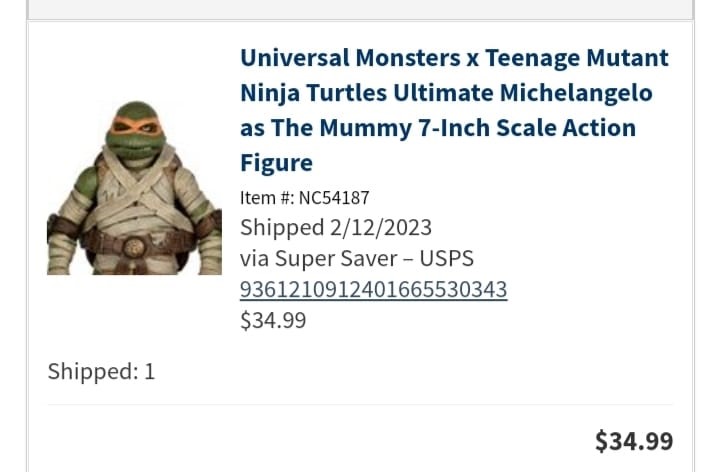 Universal Monsters x Teenage Mutant
Ninja Turtles Ultimate Michelangelo
as The Mummy 7-Inch Scale Action
Figure
Item #: NC54187
Shipped 2/12/2023
via Super Saver – USPS
9361210912401665530343
$34.99
Shipped: 1
$34.99